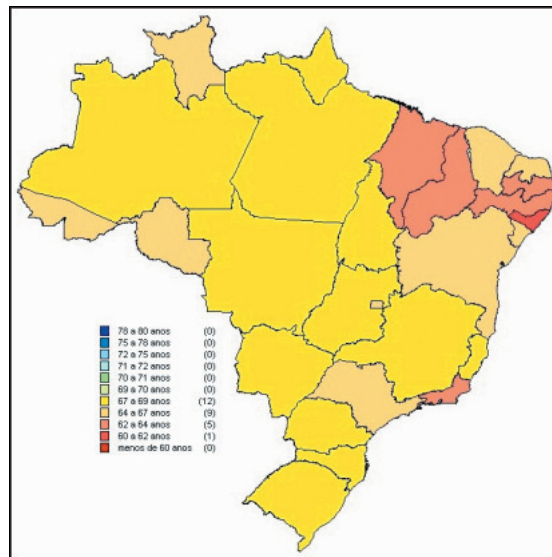 78 a 80 anos (0)
75 a 78 anos (0)
72 a 75 anos (0)
71 a 72 anos (0)
70 a 71 anos (0)
69 a 70 anos (0)
67 a 69 anos (12)
64 a 67 anos (9)
62 a 64 anos (5)
60 a 62 anos (1)
menos de 60 anos (0)